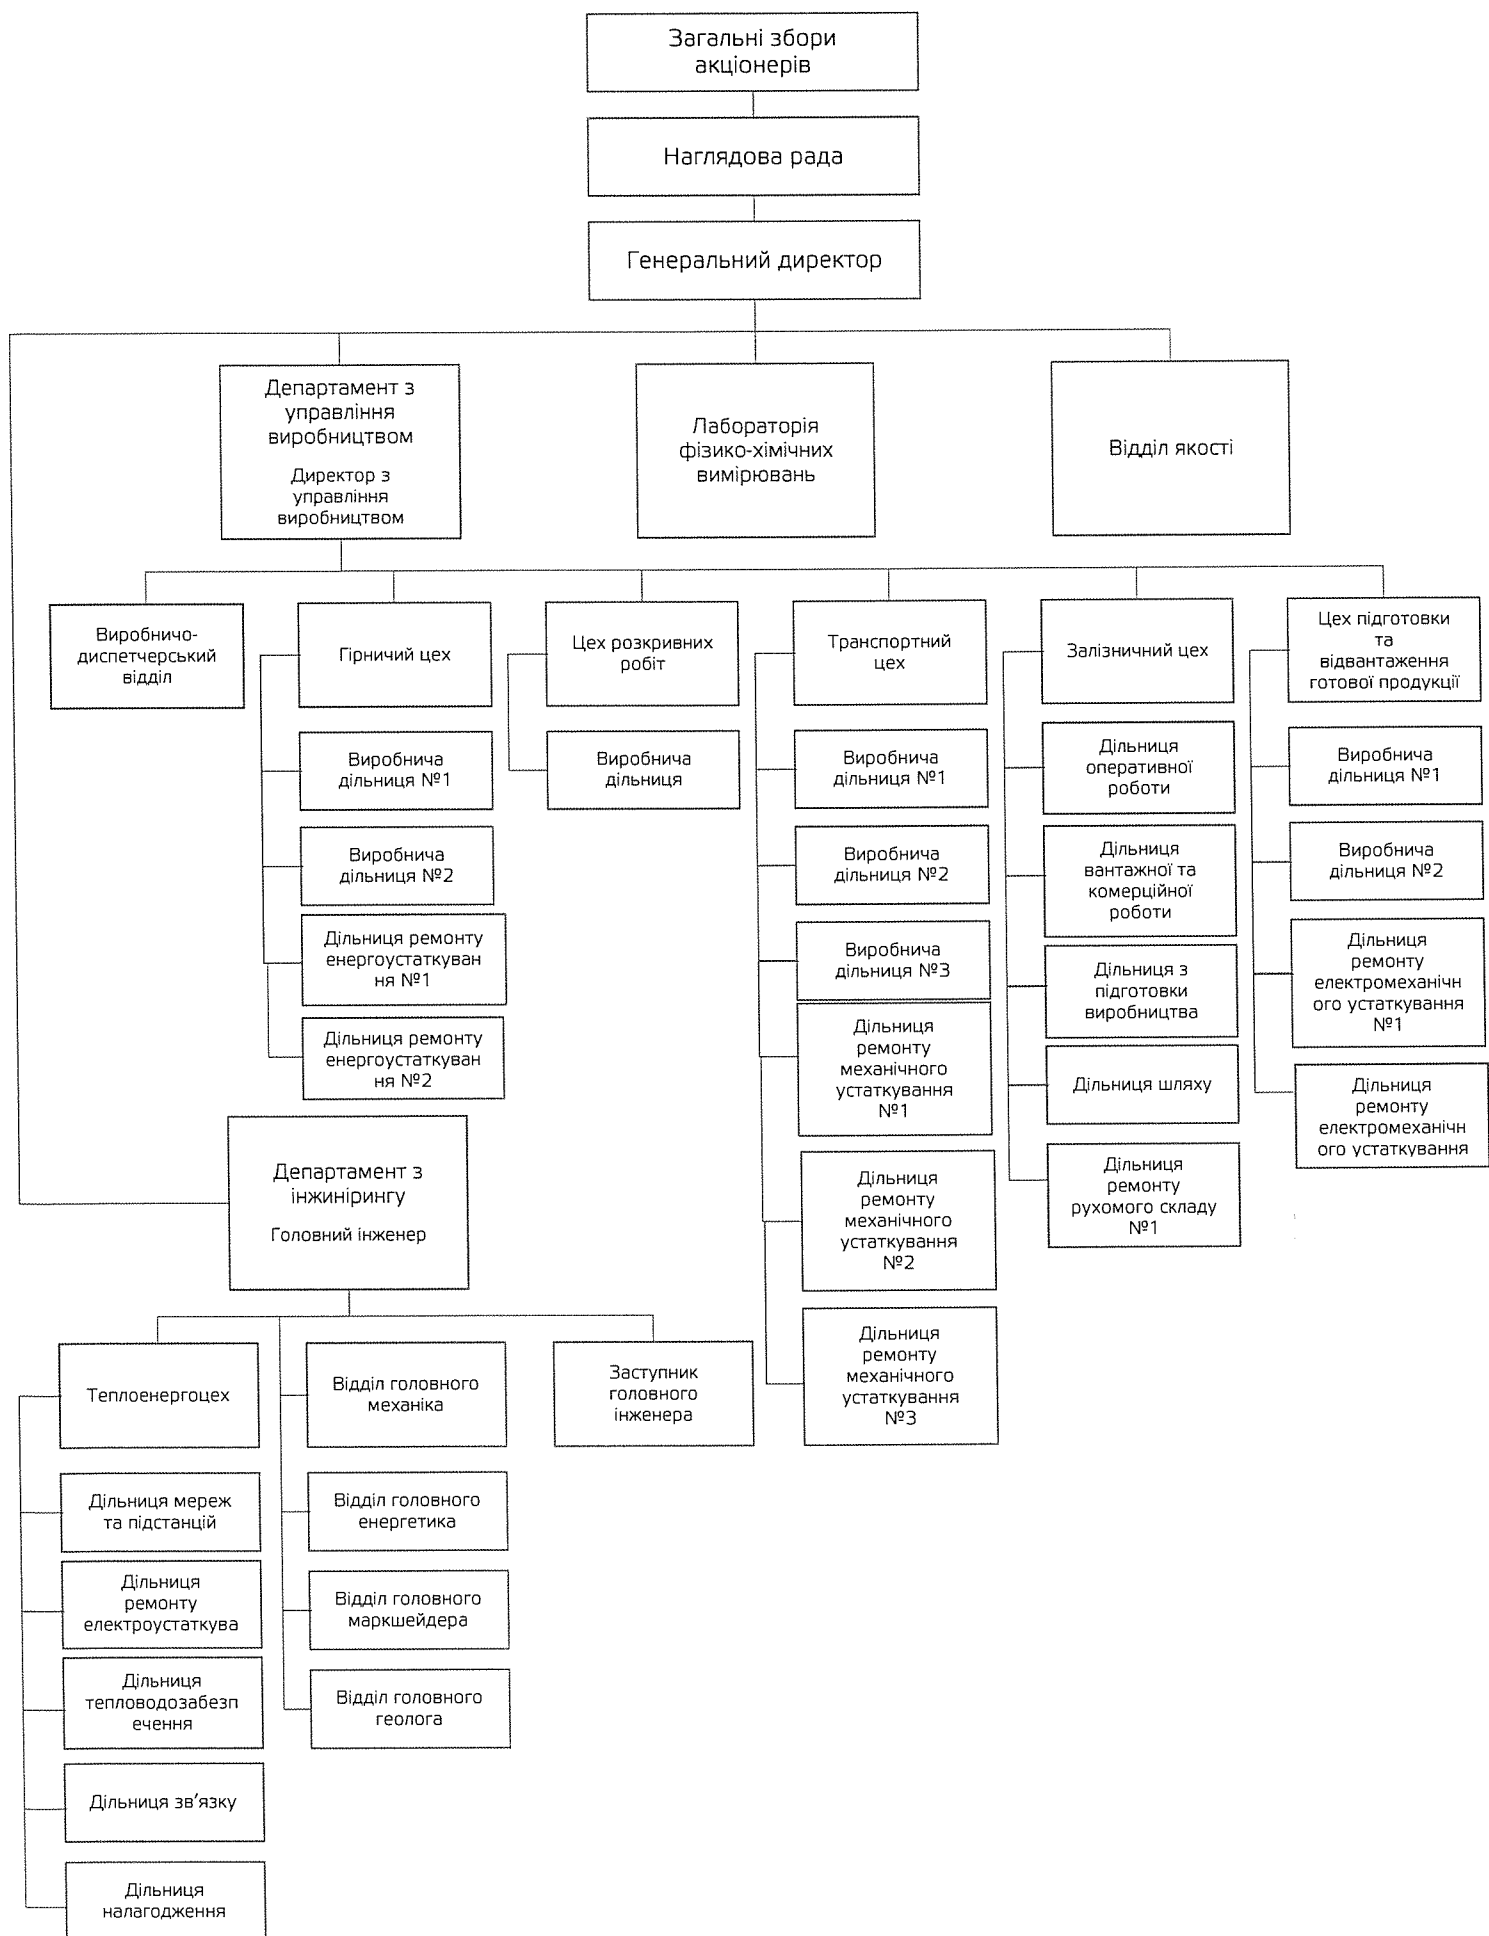 Загальні збори
акціонерів
Наглядова рада
Генеральний директор
Департамент з
управління
виробництвом
Директор з
управління
виробництвом
Лабораторія
фізико-хімічних
вимірювань
Відділ якості
Виробничо-
диспетчерський
відділ
Гірничий цех
Виробнича
дільниця №1
Виробнича
дільниця №2
Дільниця ремонту
енергоустаткуван
ня №1
Дільниця ремонту
енергоустаткуван
ня №2
Цех розкривних
робіт
Виробнича
дільниця
Транспортний
цех
Виробнича
дільниця №1
Виробнича
дільниця №2
Виробнича
дільниця №3
Дільниця
ремонту
механічного
устаткування
№1
Дільниця
ремонту
механічного
устаткування
№2
Дільниця
ремонту
механічного
устаткування
№3
Залізничний цех
Дільниця
оперативної
роботи
Дільниця
вантажної та
комерційної
роботи
Дільниця з
підготовки
виробництва
Дільниця шляху
Дільниця
ремонту
рухомого складу
№1
Цех підготовки
та
відвантаження
готової продукції
Виробнича
дільниця №1
Виробнича
дільниця №2
Дільниця
ремонту
електромеханічн
ого устаткування
№1
Дільниця
ремонту
електромеханічн
ого устаткування
Департамент з
інжинірингу
Головний інженер
Теплоенергоцех
Дільниця мереж
та підстанцій
Дільниця
ремонту
електроустаткува
Дільниця
тепловодозабезп
ечення
Дільниця зв'язку
Дільниця
налагодження
Відділ головного
механіка
Відділ головного
енергетика
Відділ головного
маркшейдера
Відділ головного
геолога
Заступник
головного
інженера